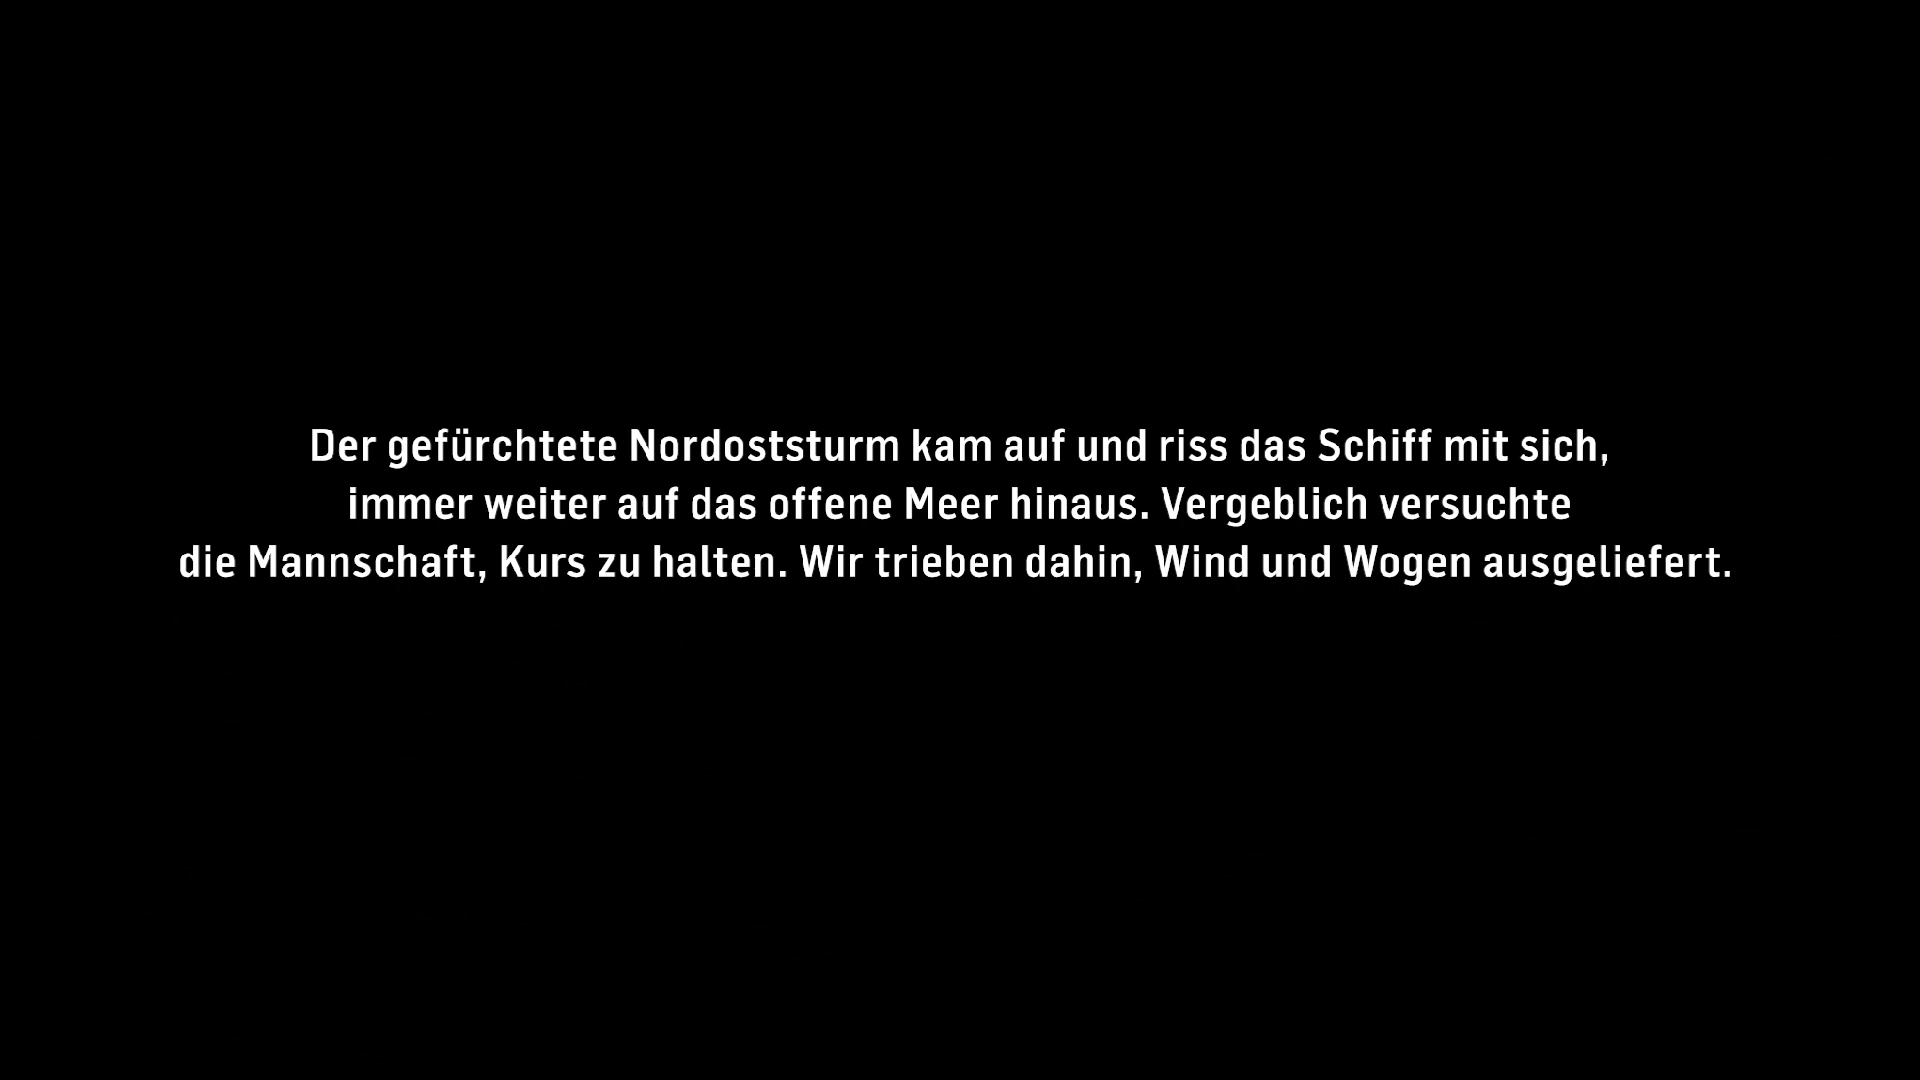 Der gefürchtete Nordoststurm kam auf und riss das Schiff mit sich,
immer weiter auf das offene Meer hinaus. Vergeblich versuchte
die Mannschaft, Kurs zu halten. Wir trieben dahin, Wind und Wogen ausgeliefert.